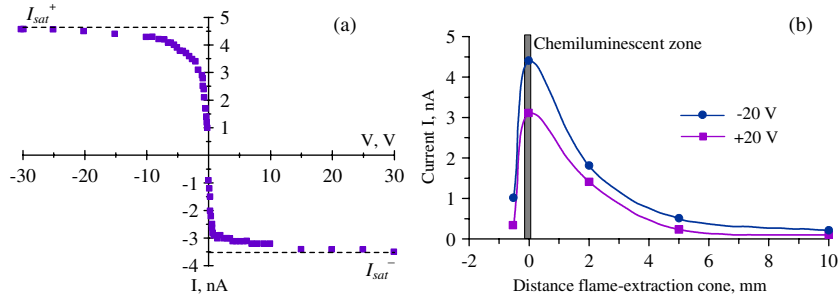 I_sat^+
(a)
5
4
3
2
1
V, V
-30 -20 -10 0 10 20 30
-1
-2
-3
-4
I_sat^-
I, nA
(b)
Chemiluminescent zone
-20 V
+20 V
Current I, nA
5
4
3
2
1
0
-2 0 2 4 6 8 10
Distance flame-extraction cone, mm